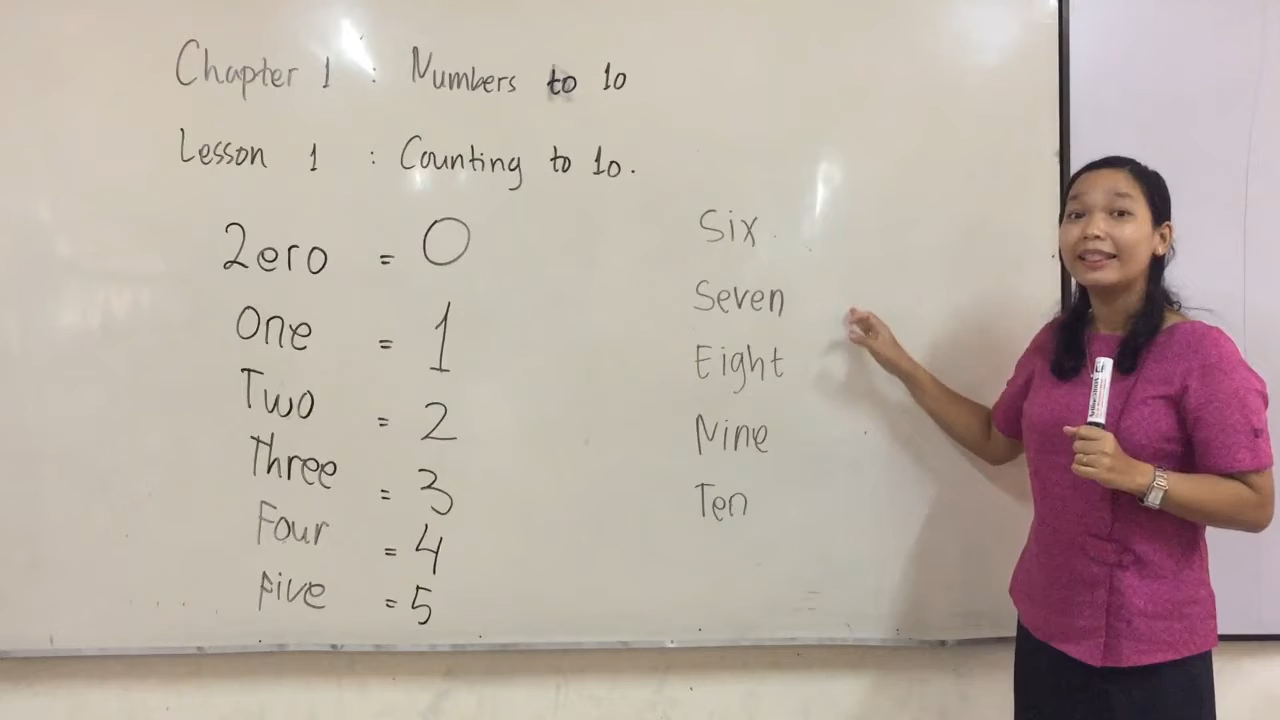 Chapter 1 : Numbers to 10
Lesson 1 : Counting to 10.
Zero = 0
One = 1
Two = 2
Three = 3
Four = 4
Five = 5
Six
Seven
Eight
Nine
Ten